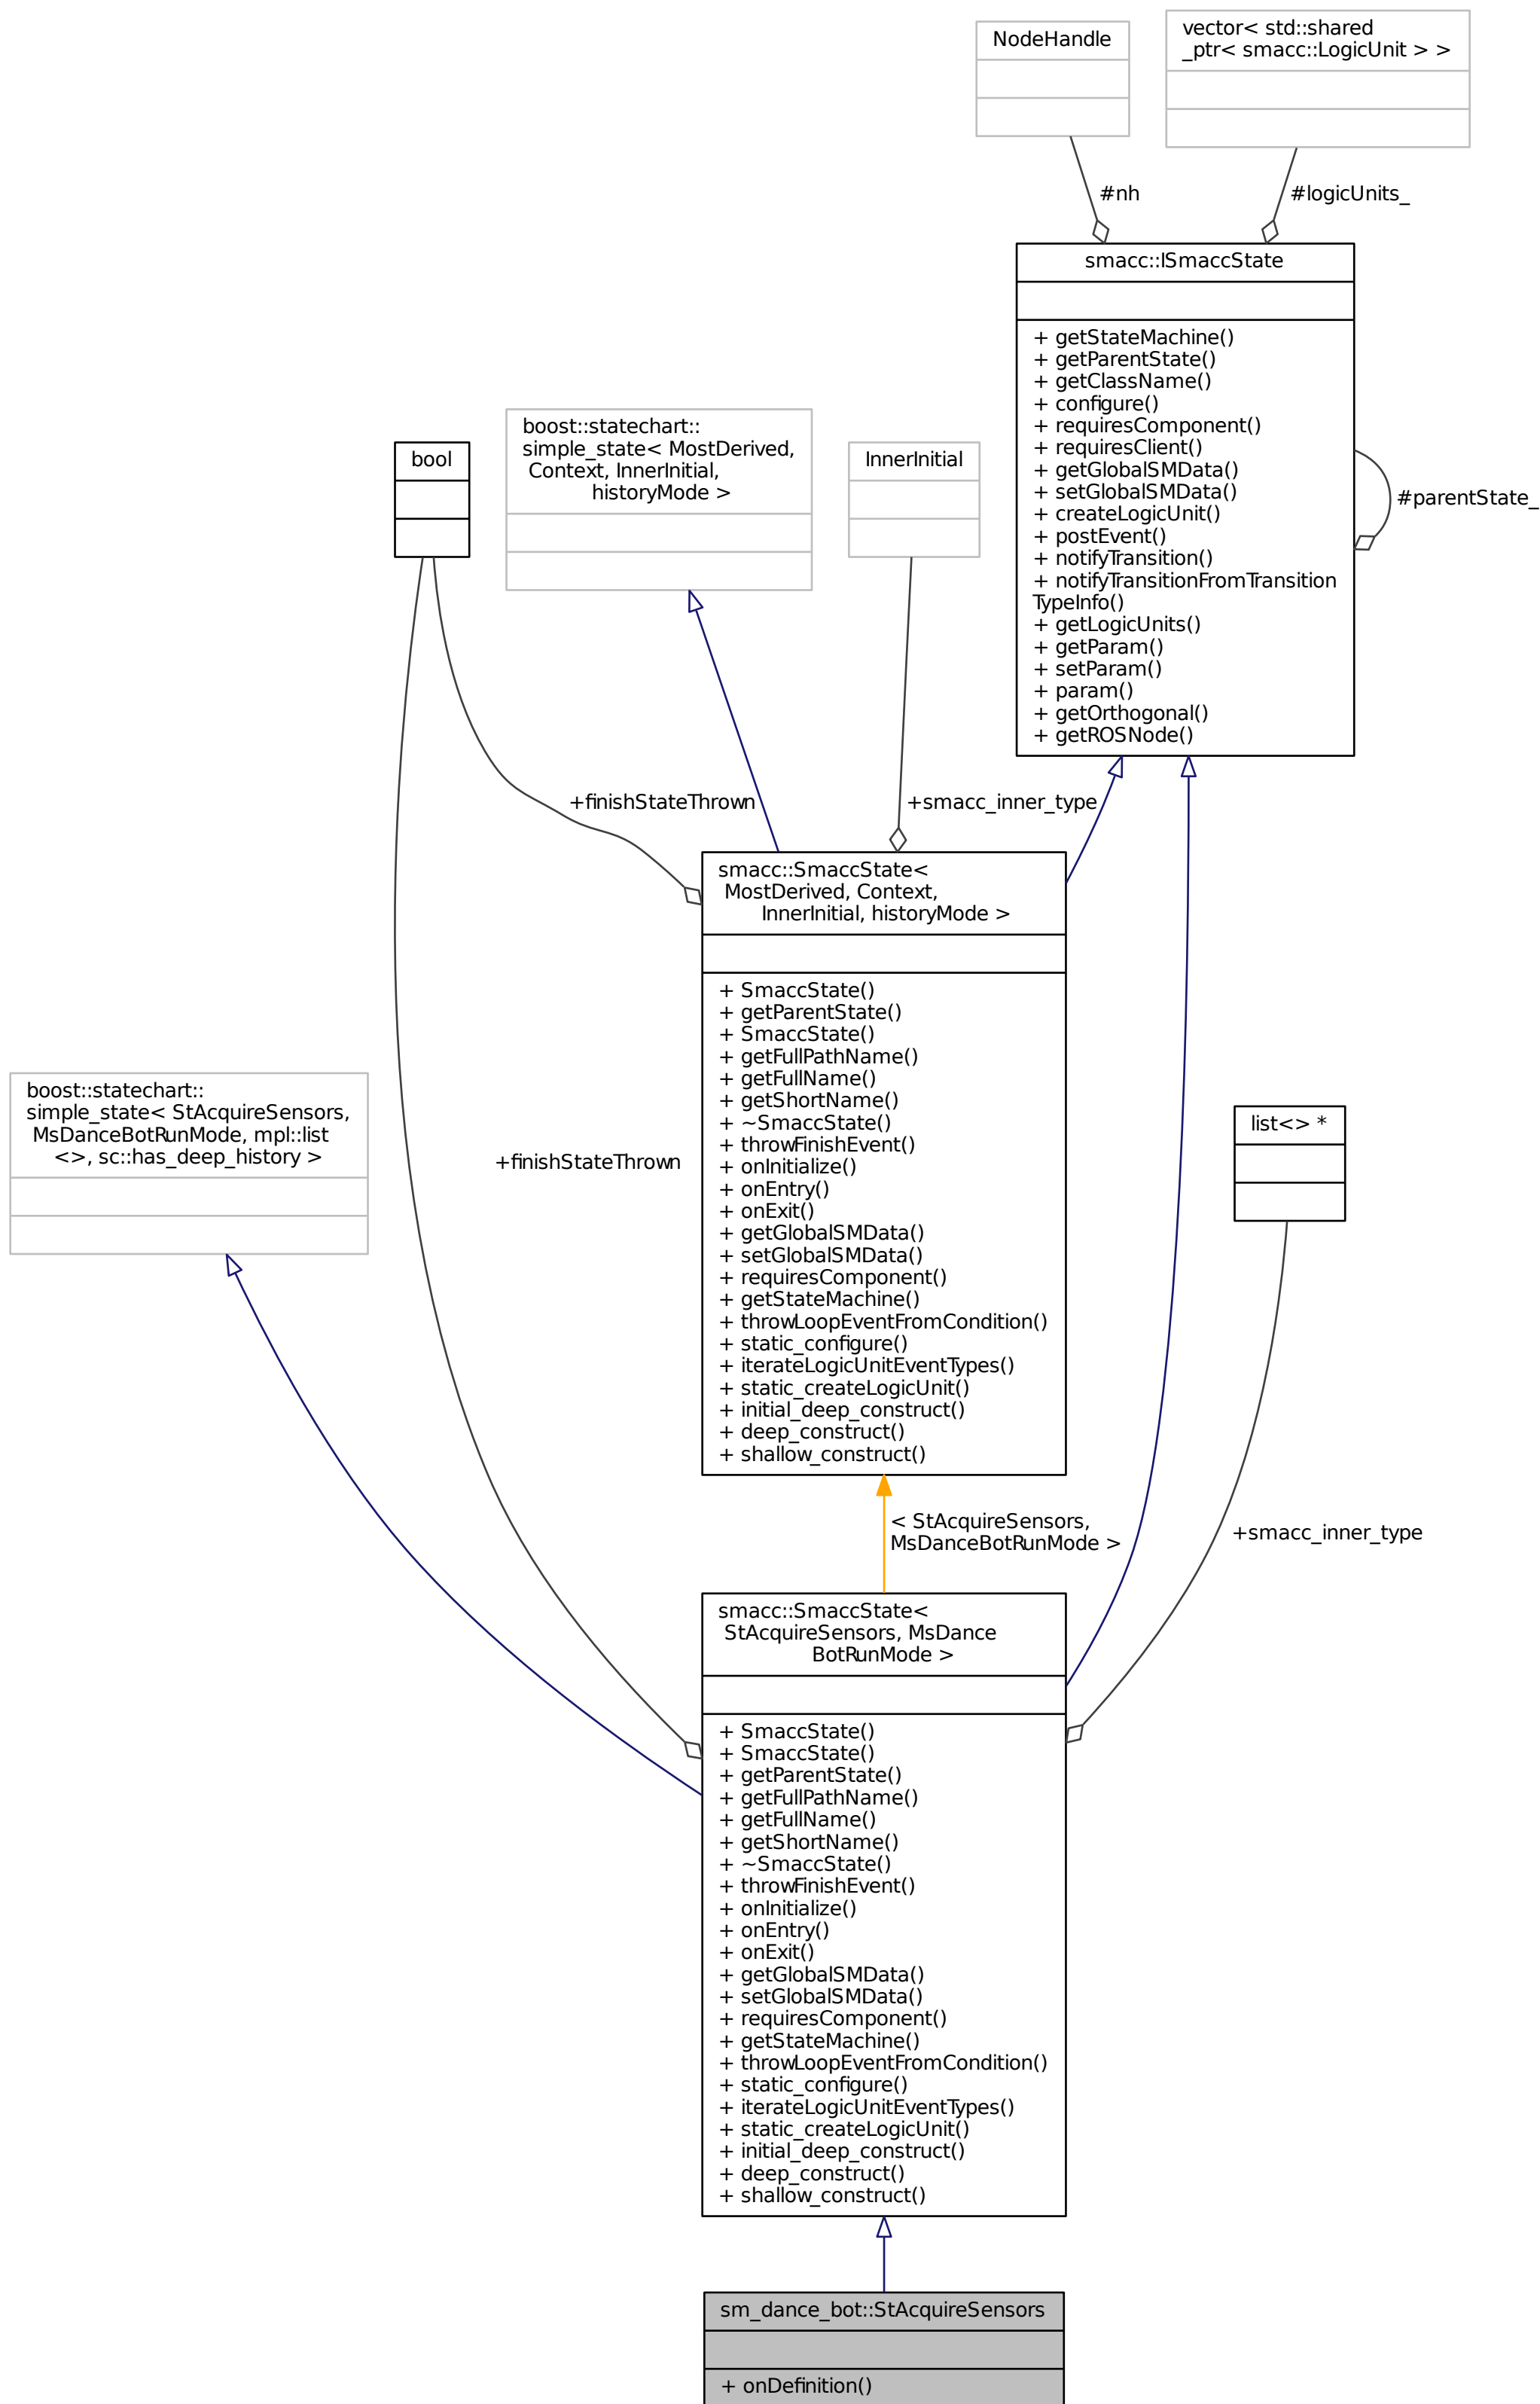 NodeHandle
vector< std::shared
_ptr< smacc::LogicUnit > >
#nh
#logicUnits_
smacc::ISmaccState
+ getStateMachine()
+ getParentState()
+ getClassName()
+ configure()
+ requiresComponent()
+ requiresClient()
+ getGlobalSMData()
+ setGlobalSMData()
+ createLogicUnit()
+ postEvent()
+ notifyTransition()
+ notifyTransitionFromTransition
TypeInfo()
+ getLogicUnits()
+ getParam()
+ setParam()
+ param()
+ getOrthogonal()
+ getROSNode()
#parentState_
bool
boost::statechart::
simple_state< MostDerived,
Context, InnerInitial,
historyMode >
InnerInitial
+finishStateThrown
+smacc_inner_type
smacc::SmaccState<
MostDerived, Context,
InnerInitial, historyMode >
+ SmaccState()
+ getParentState()
+ SmaccState()
+ getFullPathName()
+ getFullName()
+ getShortName()
+ ~SmaccState()
+ throwFinishEvent()
+ onInitialize()
+ onEntry()
+ onExit()
+ getGlobalSMData()
+ setGlobalSMData()
+ requiresComponent()
+ getStateMachine()
+ throwLoopEventFromCondition()
+ static_configure()
+ iterateLogicUnitEventTypes()
+ static_createLogicUnit()
+ initial_deep_construct()
+ deep_construct()
+ shallow_construct()
boost::statechart::
simple_state< StAcquireSensors,
MsDanceBotRunMode, mpl::list
<>, sc::has_deep_history >
+finishStateThrown
list<> *
< StAcquireSensors,
MsDanceBotRunMode >
+smacc_inner_type
smacc::SmaccState<
StAcquireSensors, MsDance
BotRunMode >
+ SmaccState()
+ SmaccState()
+ getParentState()
+ getFullPathName()
+ getFullName()
+ getShortName()
+ ~SmaccState()
+ throwFinishEvent()
+ onInitialize()
+ onEntry()
+ onExit()
+ getGlobalSMData()
+ setGlobalSMData()
+ requiresComponent()
+ getStateMachine()
+ throwLoopEventFromCondition()
+ static_configure()
+ iterateLogicUnitEventTypes()
+ static_createLogicUnit()
+ initial_deep_construct()
+ deep_construct()
+ shallow_construct()
sm_dance_bot::StAcquireSensors
+ onDefinition()